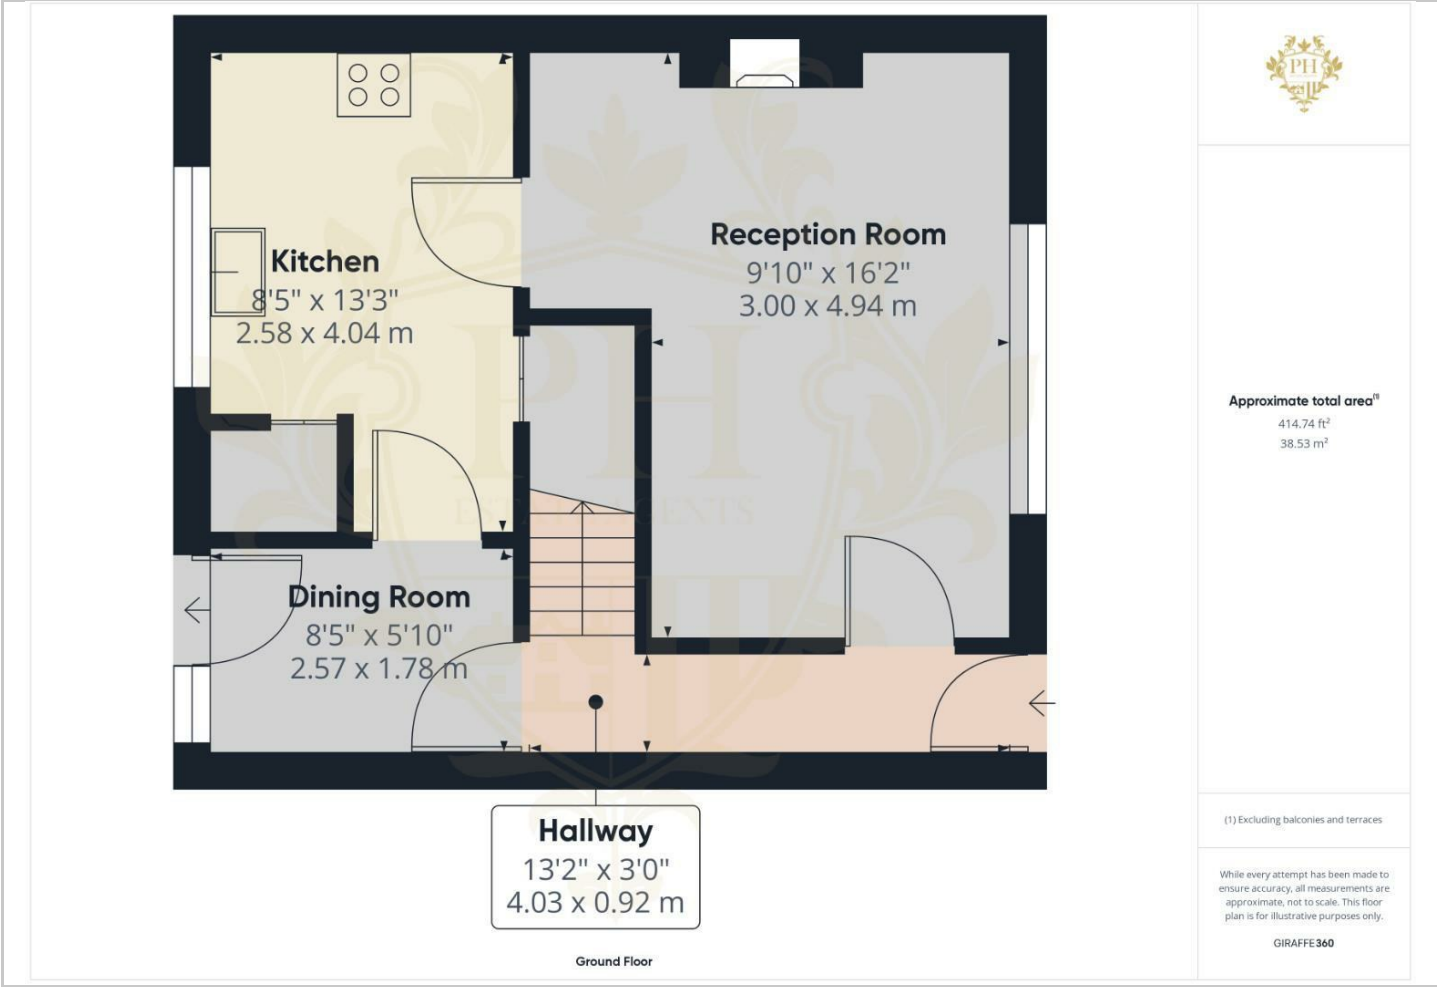 Kitchen
8'5" x 13'3"
2.58 x 4.04 m
Reception Room
9'10" x 16'2"
3.00 x 4.94 m
Dining Room
8'5" x 5'10"
2.57 x 1.78 m
Hallway
13'2" x 3'0"
4.03 x 0.92 m
Ground Floor
PH
ESTATE AGENTS
PH
Approximate total area⁽¹⁾
414.74 ft²
38.53 m²
(1) Excluding balconies and terraces
While every attempt has been made to
ensure accuracy, all measurements are
approximate, not to scale. This floor
plan is for illustrative purposes only.
GIRAFFE360